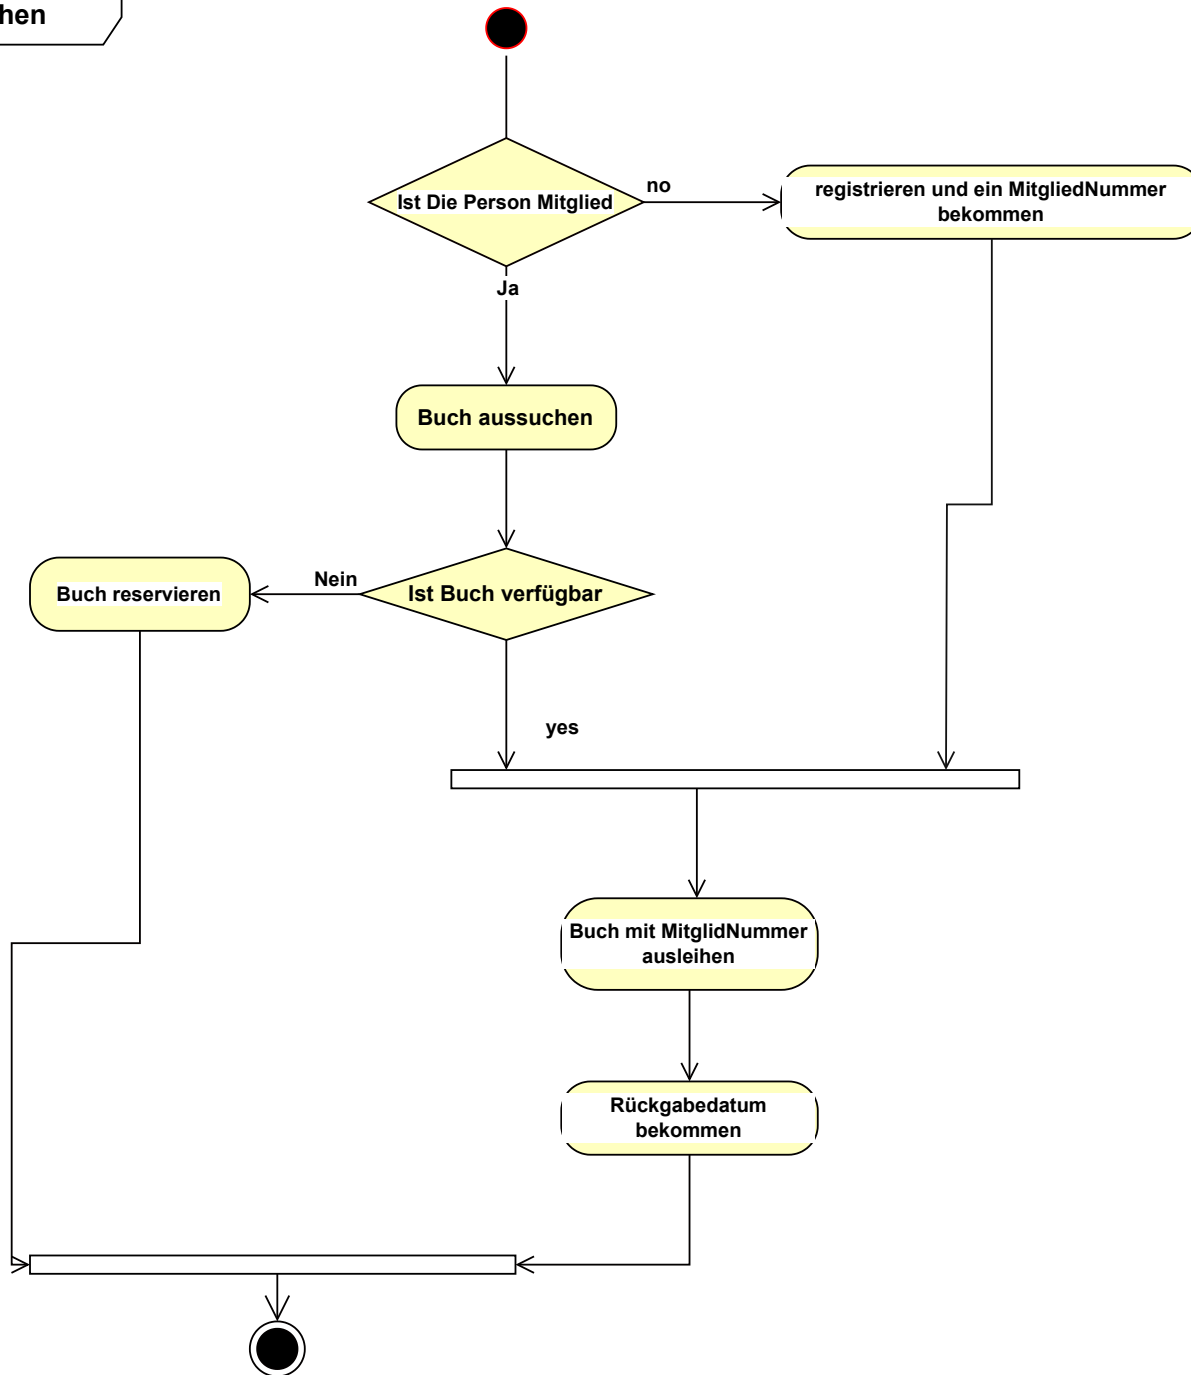 hen
Ist Die Person Mitglied
no
registrieren und ein MitgliedNummer
bekommen
Ja
Buch aussuchen
Nein
Buch reservieren
Ist Buch verfügbar
yes
Buch mit MitglidNummer
ausleihen
Rückgabedatum
bekommen